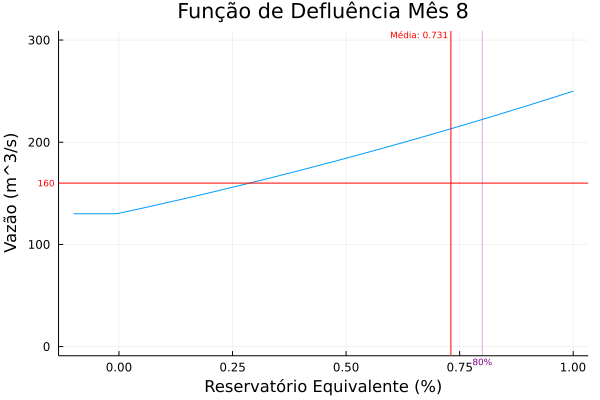 Função de Defluência Mês 8
Vazão (m^3/s)
300
200
160
100
0
Média: 0.731
0.00
0.25
0.50
0.75
80%
1.00
Reservatório Equivalente (%)